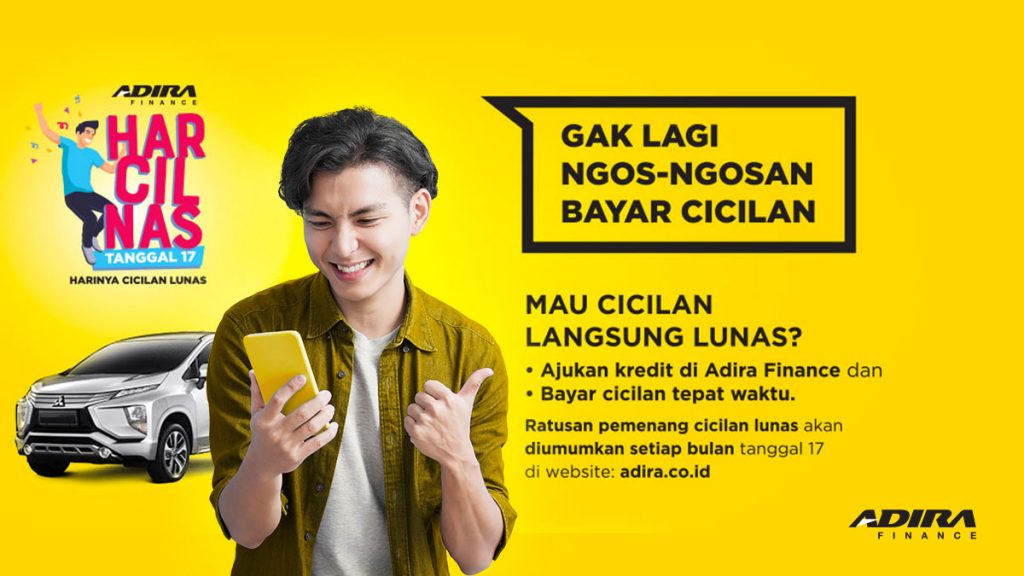 ADIRA
FINANCE
HAR
CIL
NAS
TANGGAL 17
HARINYA CICILAN LUNAS
GAK LAGI
NGOS-NGOSAN
BAYAR CICILAN
MAU CICILAN
LANGSUNG LUNAS?
• Ajukan kredit di Adira Finance dan
• Bayar cicilan tepat waktu.
Ratusan pemenang cicilan lunas akan
diumumkan setiap bulan tanggal 17
di website: adira.co.id
ADIRA
FINANCE